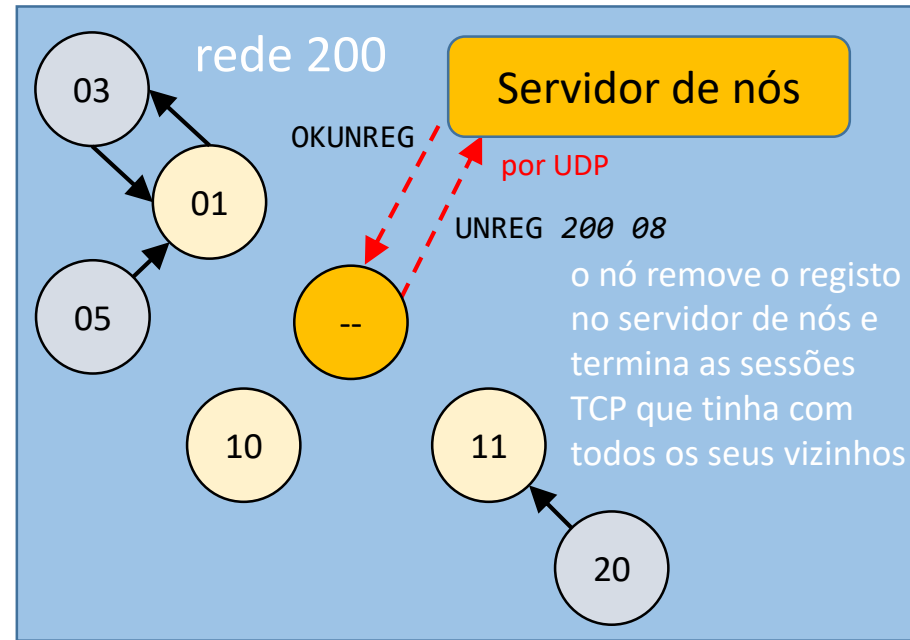 rede 200
Servidor de nós
03
OKUNREG
por UDP
01
UNREG 200 08
o nó remove o registo
no servidor de nós e
termina as sessões
TCP que tinha com
todos os seus vizinhos
05
--
10
11
20